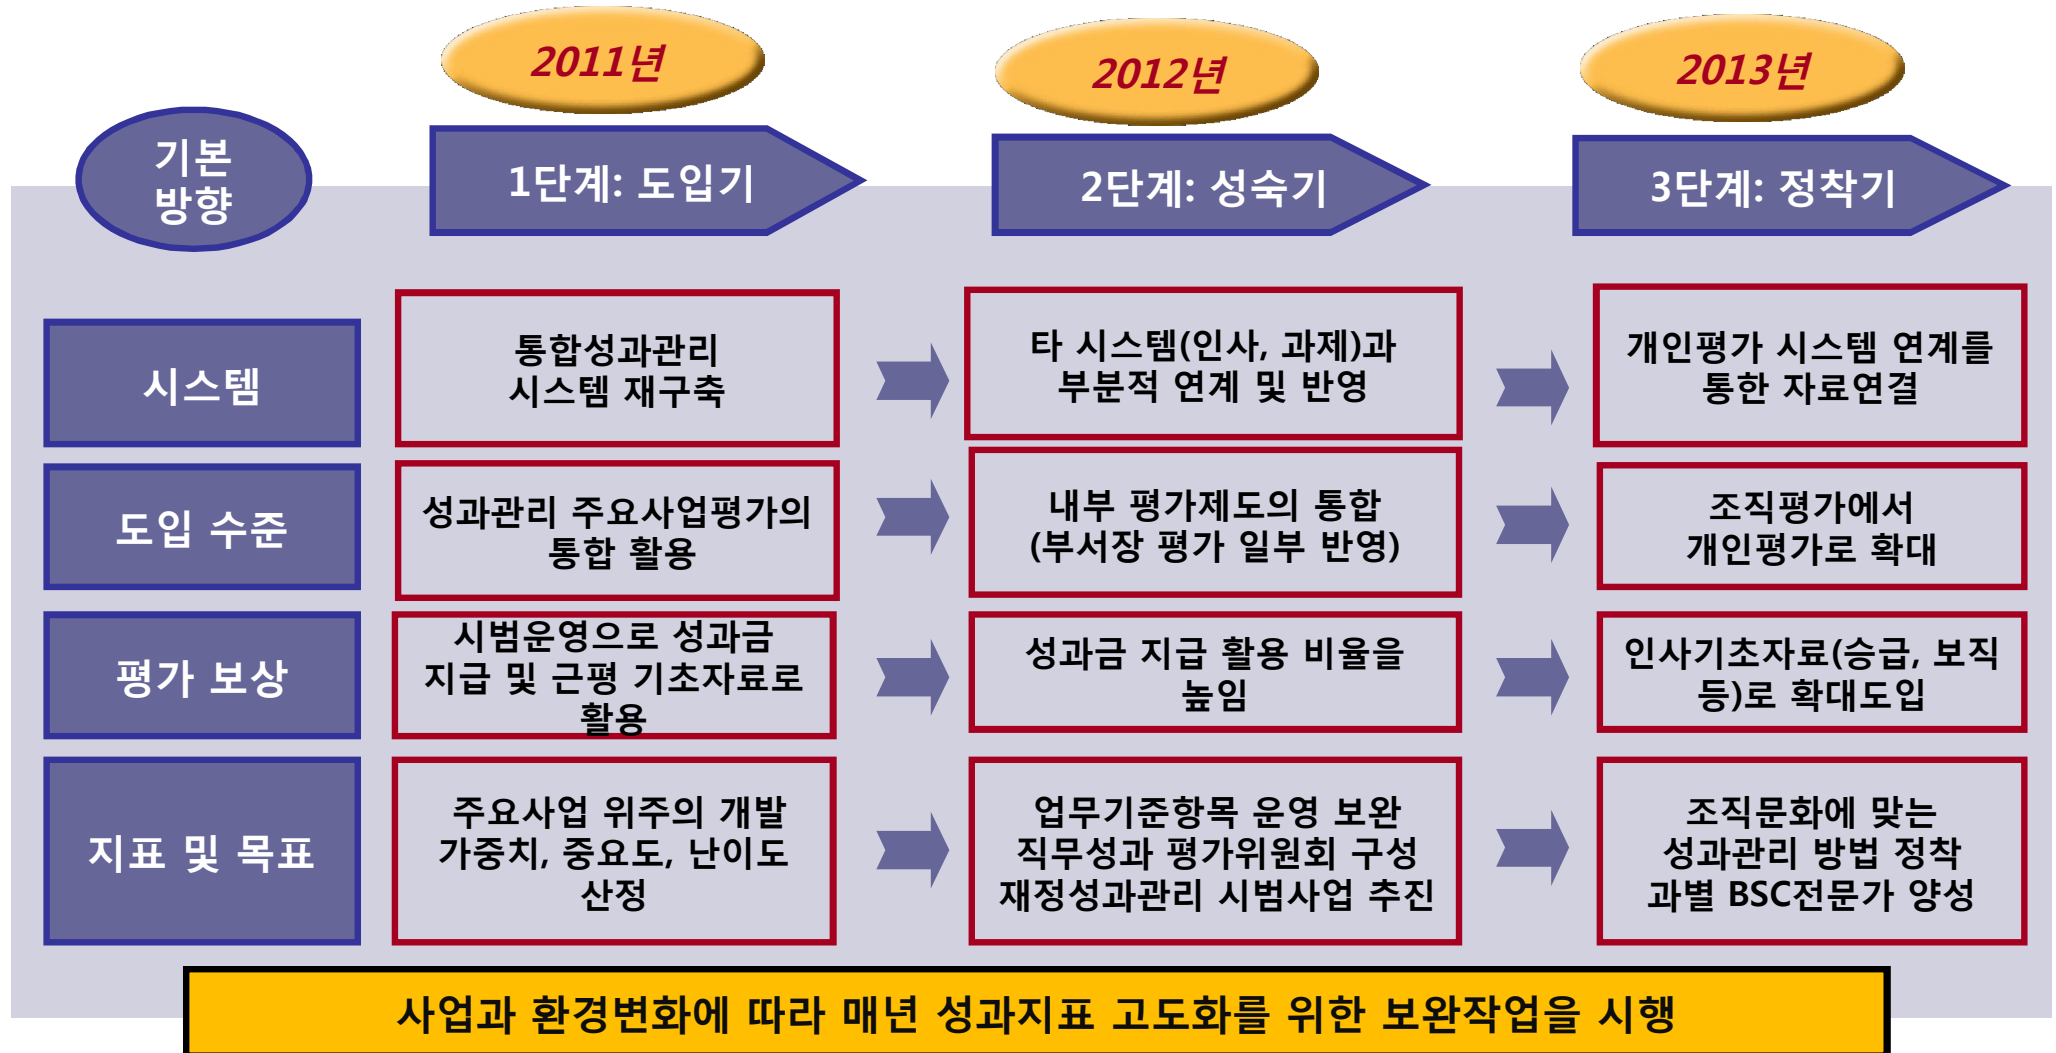 2011년
2012년
2013년
기본
방향
1단계: 도입기
2단계: 성숙기
3단계: 정착기
시스템
통합성과관리
시스템 재구축
타 시스템(인사, 과제)과
부분적 연계 및 반영
개인평가 시스템 연계를
통한 자료연결
도입 수준
성과관리 주요사업평가의
통합 활용
내부 평가제도의 통합
(부서장 평가 일부 반영)
조직평가에서
개인평가로 확대
평가 보상
시범운영으로 성과금
지급 및 근평 기초자료로
활용
성과금 지급 활용 비율을
높임
인사기초자료(승급, 보직
등)로 확대도입
지표 및 목표
주요사업 위주의 개발
가중치, 중요도, 난이도
산정
업무기준항목 운영 보완
직무성과 평가위원회 구성
재정성과관리 시범사업 추진
조직문화에 맞는
성과관리 방법 정착
과별 BSC전문가 양성
사업과 환경변화에 따라 매년 성과지표 고도화를 위한 보완작업을 시행